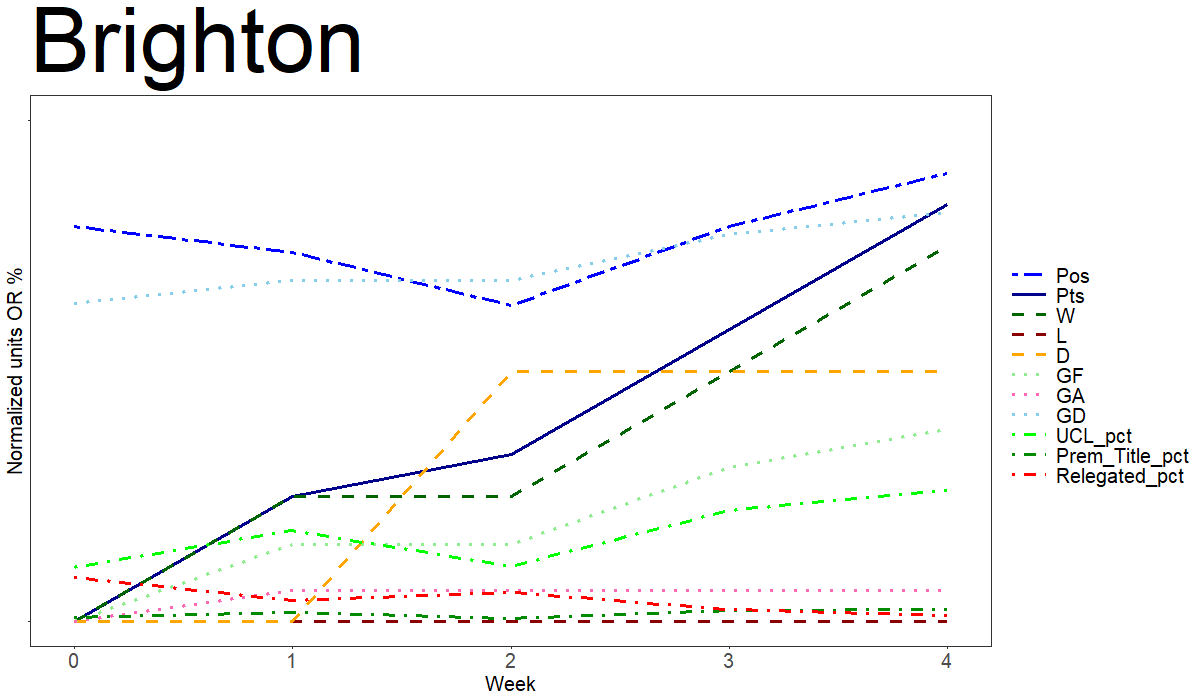 Brighton
Normalized units OR %
0 1 2 3 4
Week
Pos
Pts
W
L
D
GF
GA
GD
UCL_pct
Prem_Title_pct
Relegated_pct